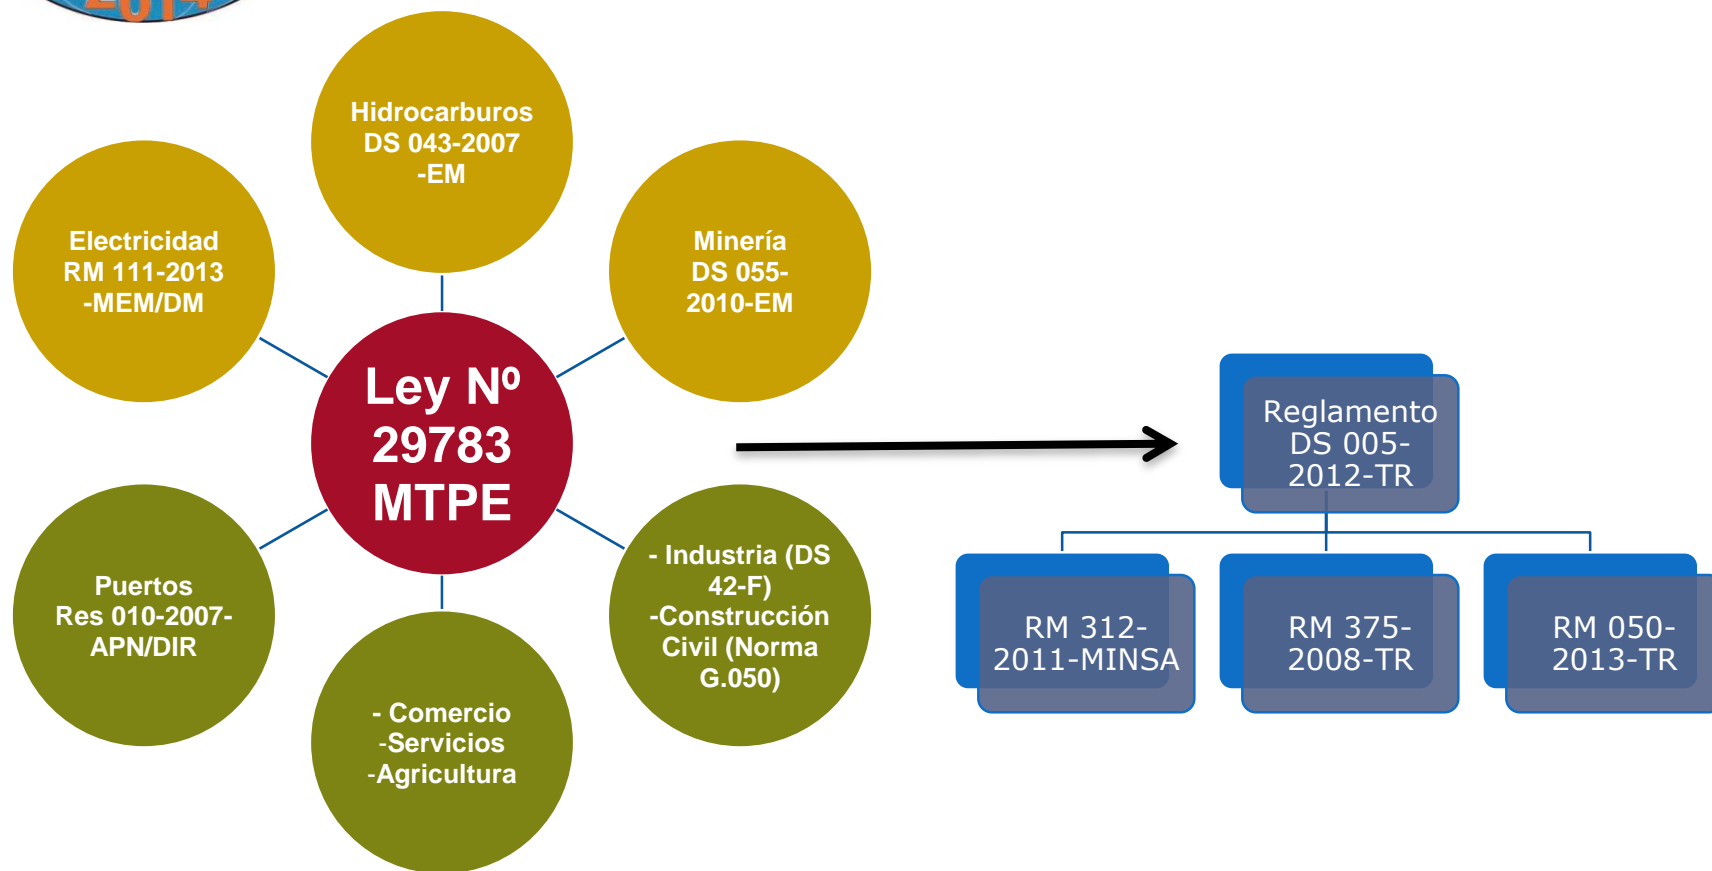 2014
Hidrocarburos
DS 043-2007
-EM
Electricidad
RM 111-2013
-MEM/DM
Minería
DS 055-
2010-EM
Ley Nº
29783
MTPE
Puertos
Res 010-2007-
APN/DIR
- Industria (DS
42-F)
-Construcción
Civil (Norma
G.050)
- Comercio
-Servicios
-Agricultura
Reglamento
DS 005-
2012-TR
RM 312-
2011-MINSA
RM 375-
2008-TR
RM 050-
2013-TR